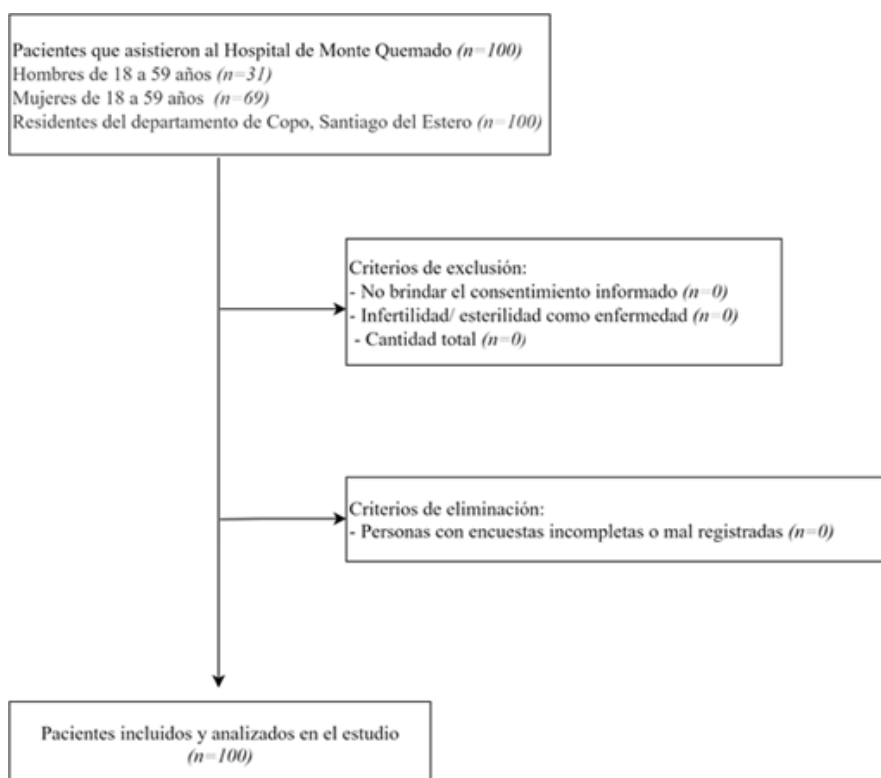 Pacientes que asistieron al Hospital de Monte Quemado (n=100)
Hombres de 18 a 59 años (n=31)
Mujeres de 18 a 59 años (n=69)
Residentes del departamento de Copo, Santiago del Estero (n=100)
Criterios de exclusión:
- No brindar el consentimiento informado (n=0)
- Infertilidad/ esterilidad como enfermedad (n=0)
- Cantidad total (n=0)
Criterios de eliminación:
- Personas con encuestas incompletas o mal registradas (n=0)
Pacientes incluidos y analizados en el estudio
(n=100)